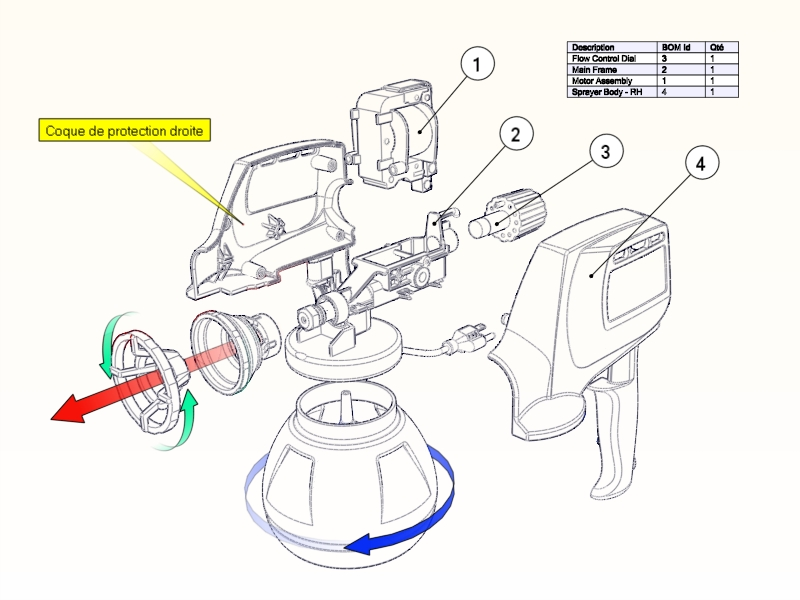 1
Description BOM id Qté
Flow Control Dial 3 1
Main Frame 2 1
Motor Assembly 1 1
Sprayer Body - RH 4 1
Coque de protection droite
2
3
4